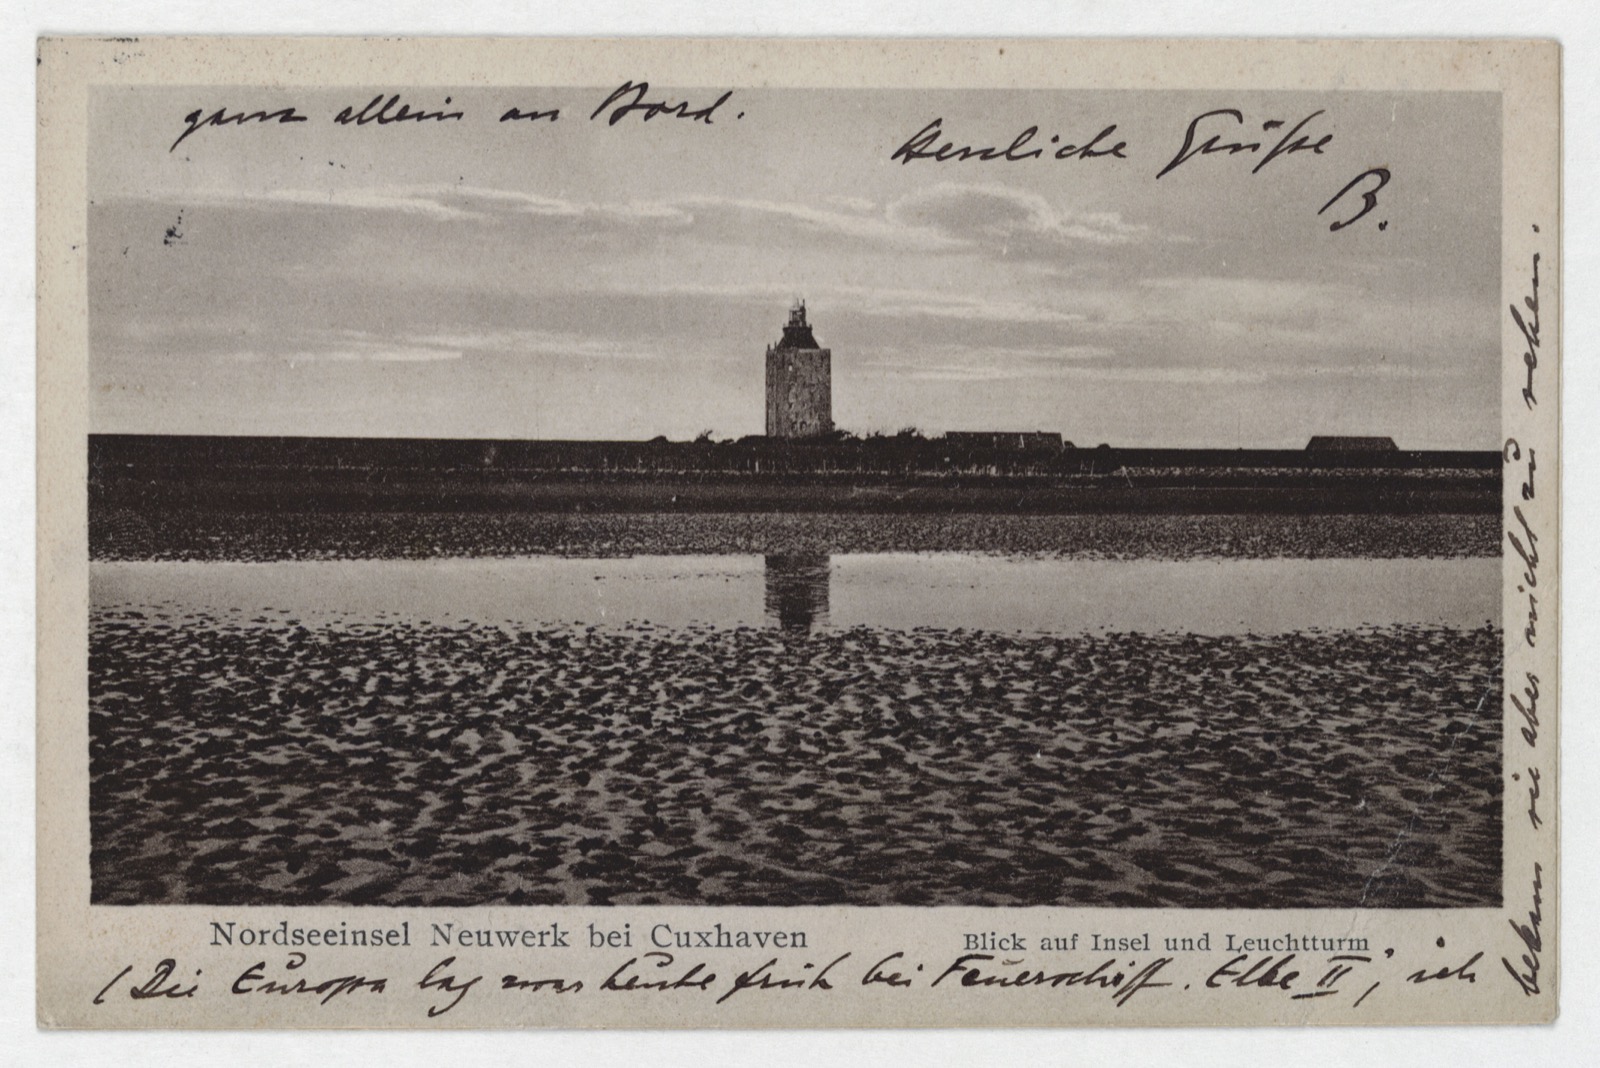 ganz allein an Bord.
Herzliche Grüße
B.
Nordseeinsel Neuwerk bei Cuxhaven
Blick auf Insel und Leuchtturm
(Die Europa lag zwar heute früh bei Feuerschiff. Elbe II; ich
bekam sie aber nicht zu sehen.